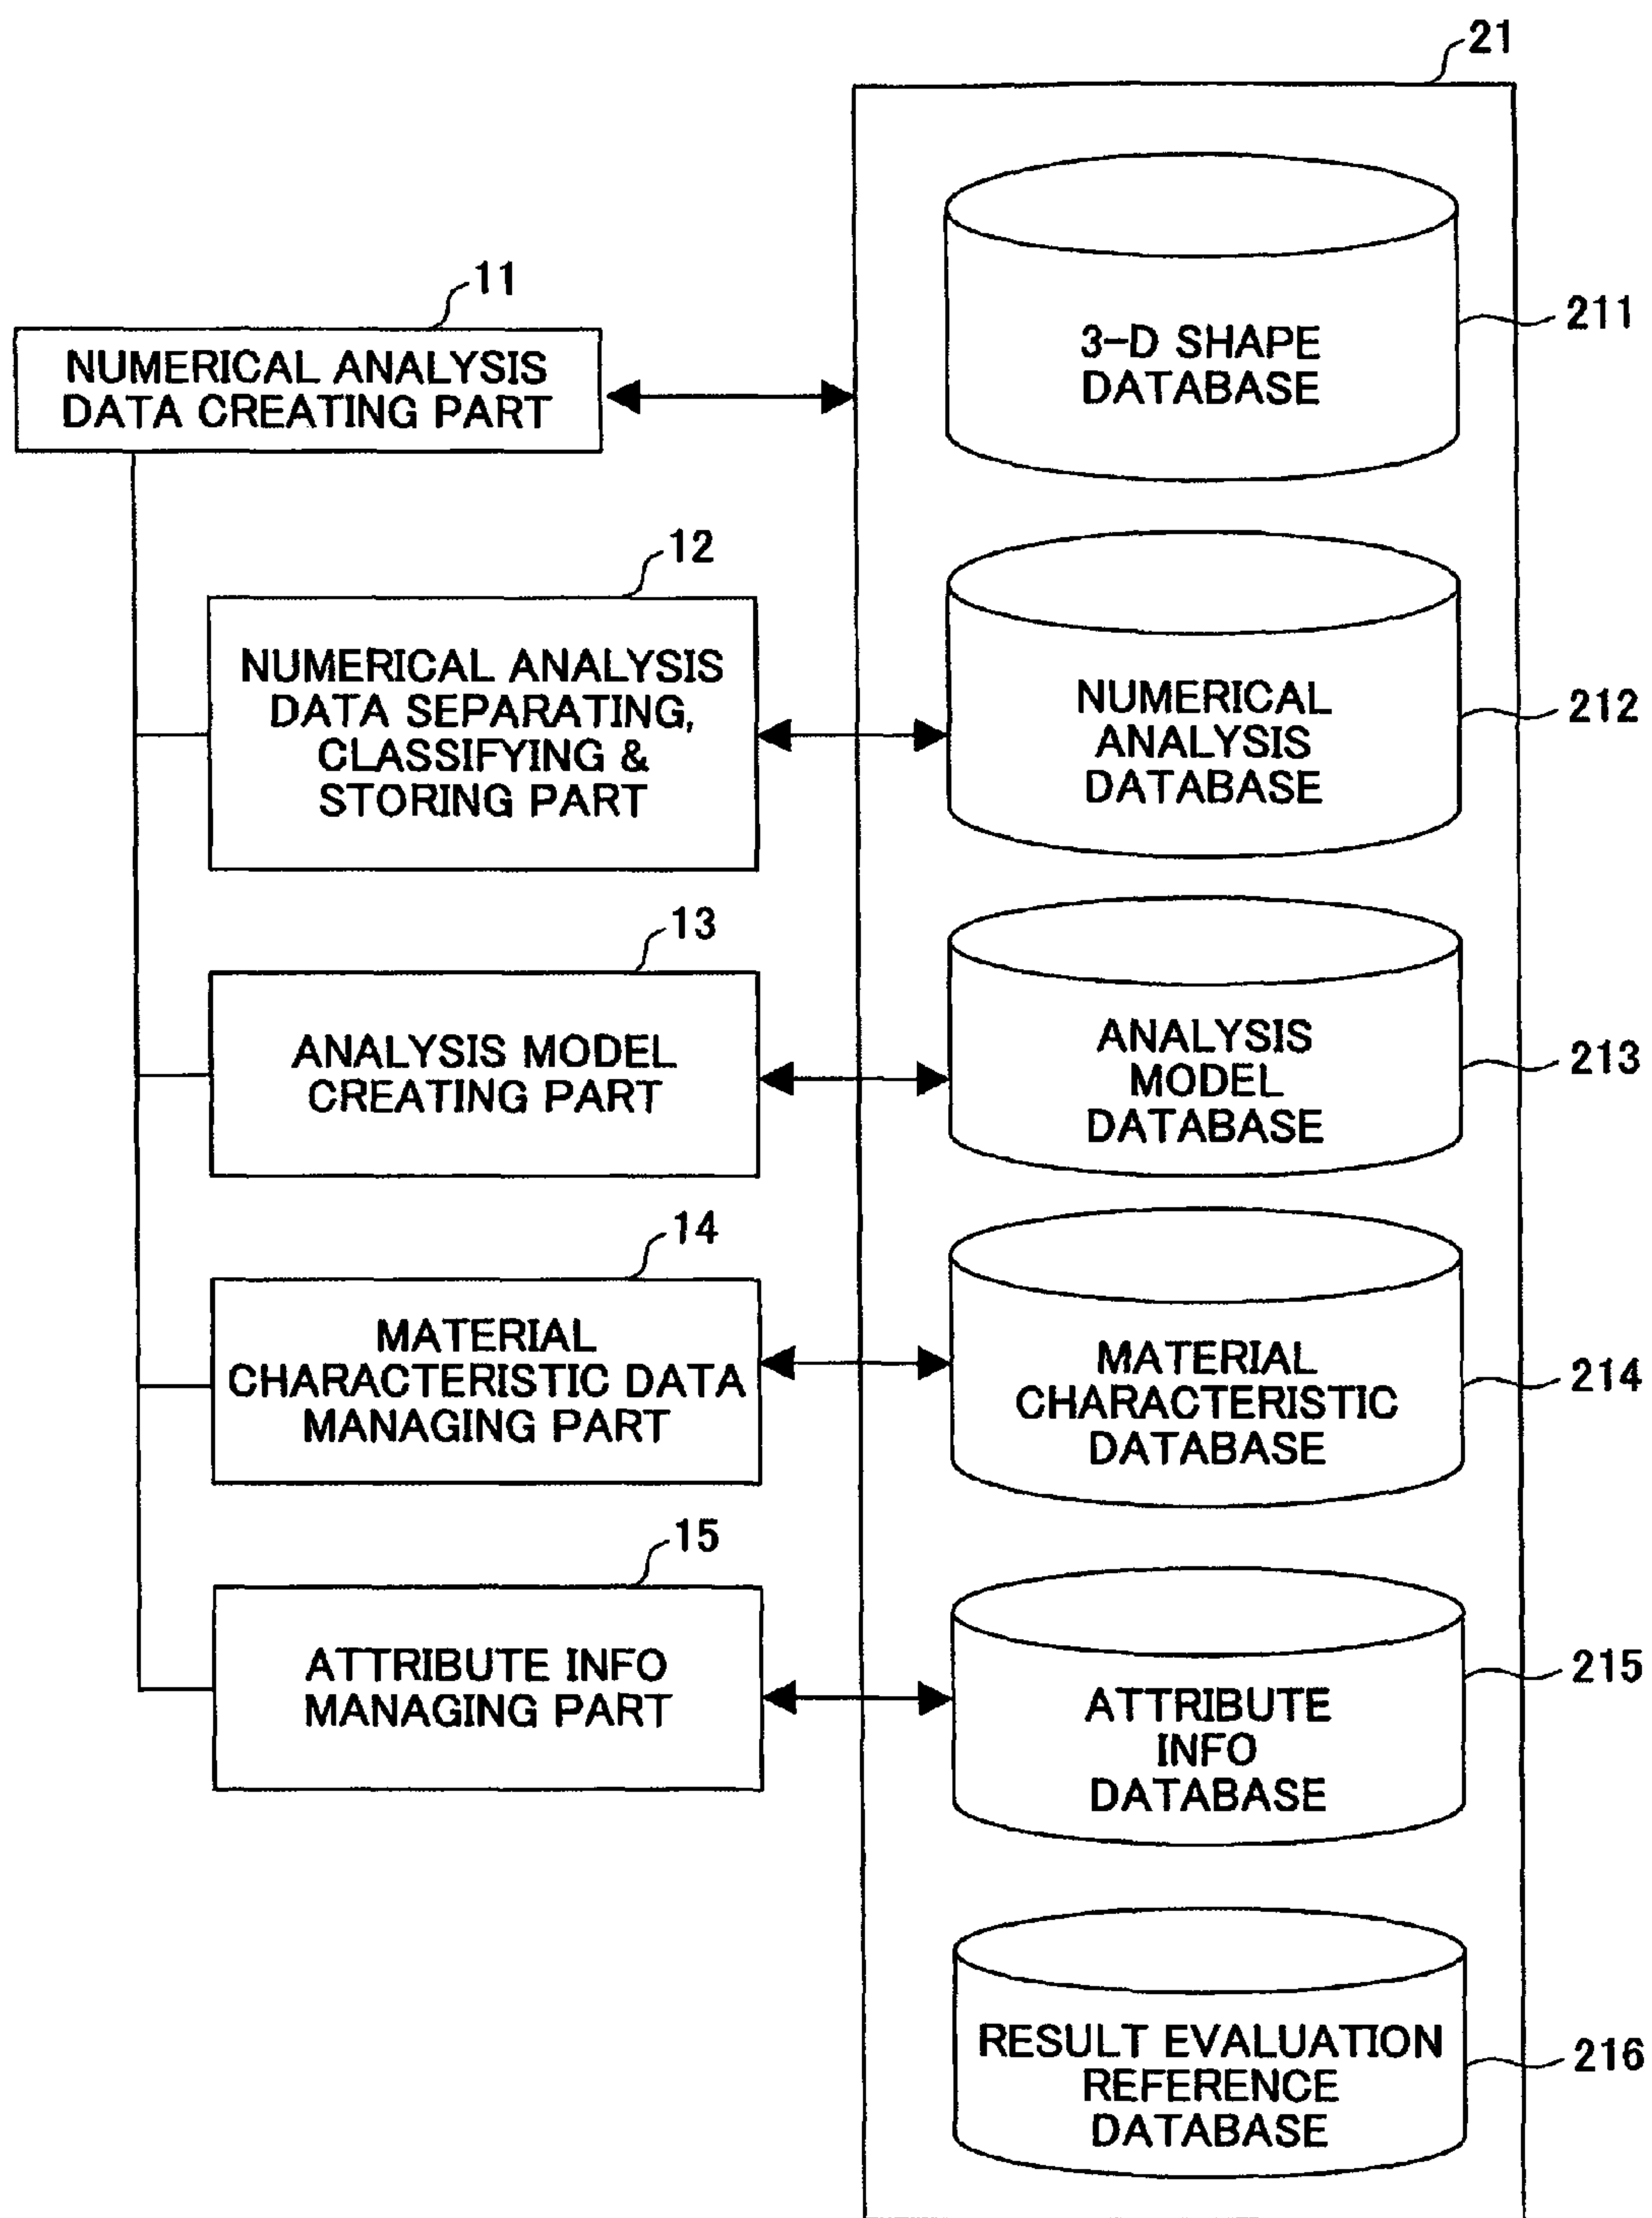 21
3-D SHAPE
DATABASE
211
11
NUMERICAL ANALYSIS
DATA CREATING PART
12
NUMERICAL ANALYSIS
DATA SEPARATING,
CLASSIFYING &
STORING PART
NUMERICAL
ANALYSIS
DATABASE
212
13
ANALYSIS MODEL
CREATING PART
ANALYSIS
MODEL
DATABASE
213
14
MATERIAL
CHARACTERISTIC DATA
MANAGING PART
MATERIAL
CHARACTERISTIC
DATABASE
214
15
ATTRIBUTE INFO
MANAGING PART
ATTRIBUTE
INFO
DATABASE
215
RESULT EVALUATION
REFERENCE
DATABASE
216